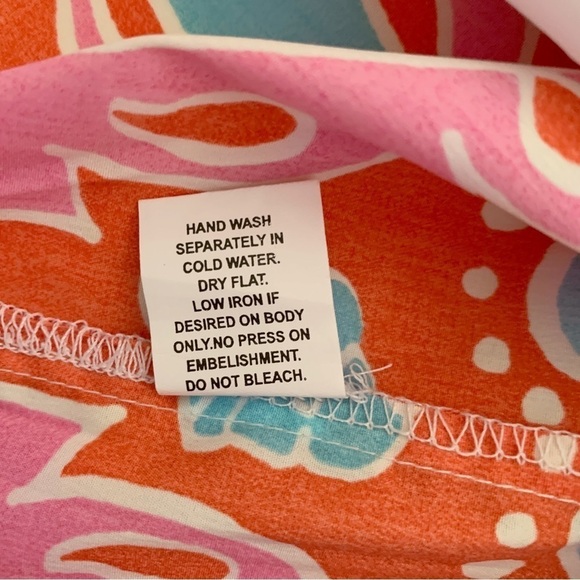 HAND WASH
SEPARATELY IN
COLD WATER.
DRY FLAT.
LOW IRON IF
DESIRED ON BODY
ONLY.NO PRESS ON
EMBELISHMENT.
DO NOT BLEACH.